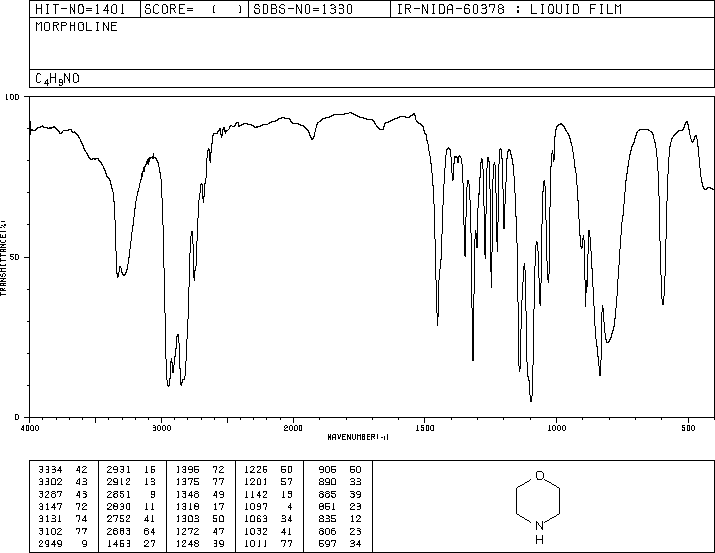 HIT-NO=1401 SCORE= ( ) SDBS-NO=1330 IR-NIDA-60378 : LIQUID FILM
MORPHOLINE
C4H9NO
100
50
0
TRANSMITTANCE(%)
4000 3000 2000 1500 1000 500
WAVENUMBER(-1)
3334 42 2931 16 1396 72 1226 50 906 50
3302 43 2912 13 1375 77 1201 57 890 33
3287 43 2851 9 1348 49 1142 13 885 39
3147 72 2830 11 1318 17 1097 4 851 23
3131 74 2752 41 1303 50 1063 34 835 12
3102 77 2683 64 1272 47 1032 41 806 23
2949 9 1453 27 1248 39 1011 77 597 34
O
N
H